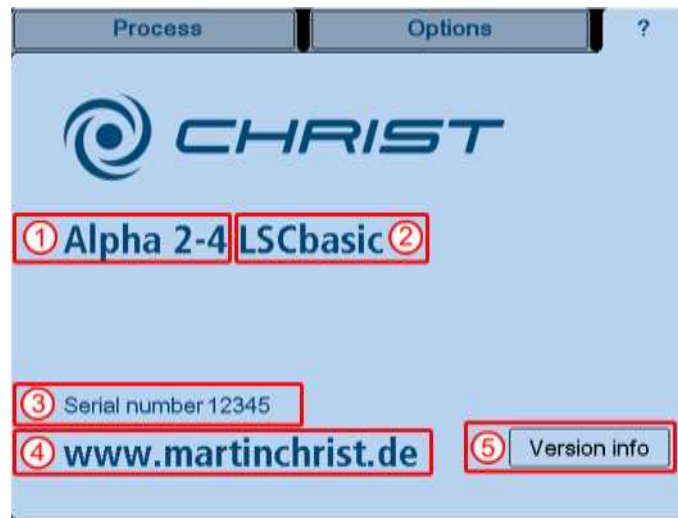 Process Options ?
CHRIST
① Alpha 2-4 LSCbasic ②
③ Serial number 12345
④ www.martinchrist.de ⑤ Version info